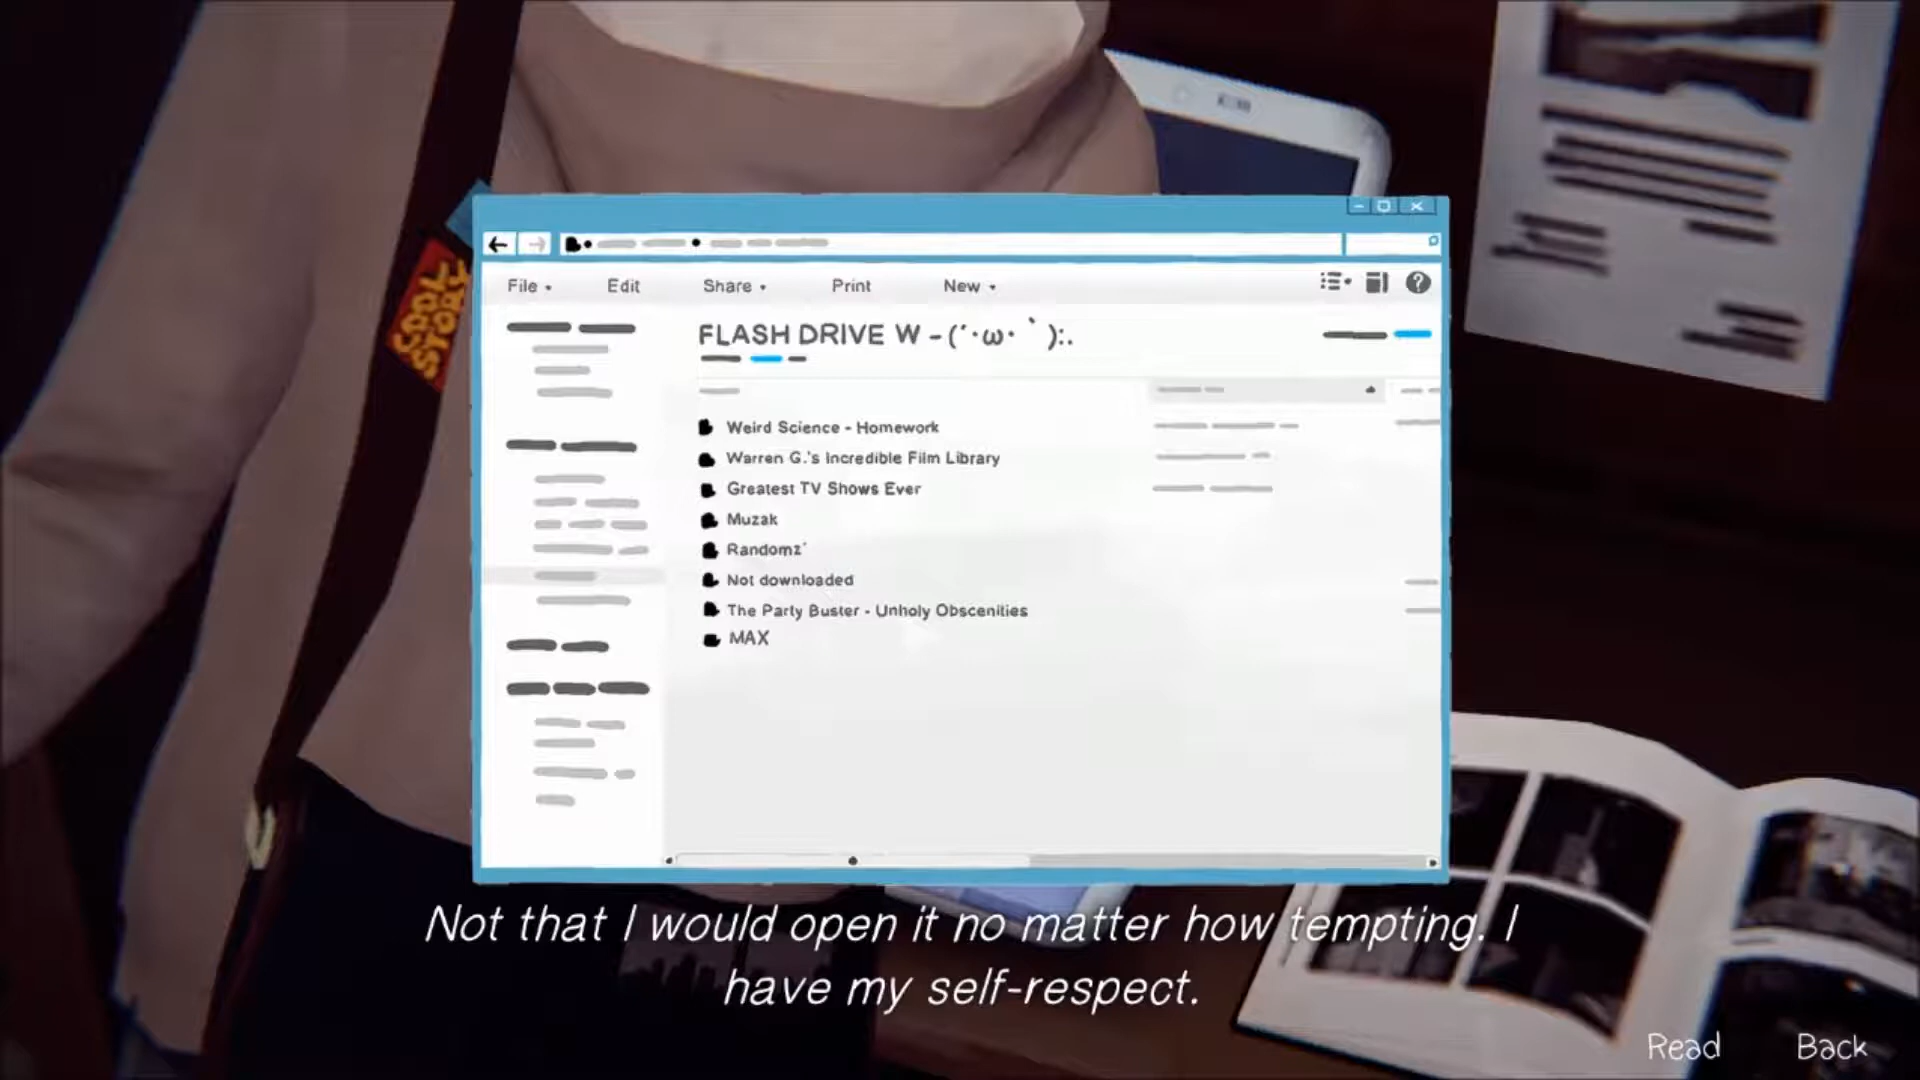 COOL
STORY
File
Edit
Share
Print
New
?
FLASH DRIVE W - (´･ω･｀):.
Weird Science - Homework
Warren G.'s Incredible Film Library
Greatest TV Shows Ever
Muzak
Randomz'
Not downloaded
The Party Buster - Unholy Obscenities
MAX
Not that I would open it no matter how tempting. I
have my self-respect.
Read
Back